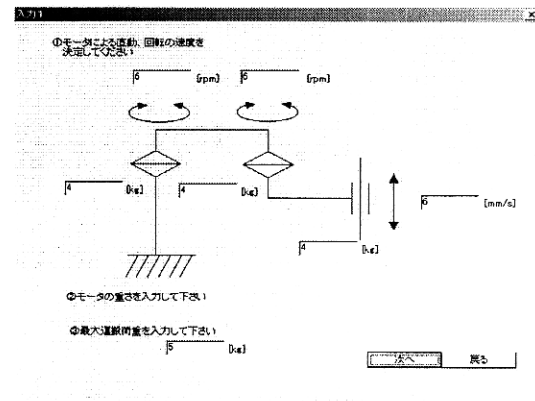 入力1
①モータによる直動、回転の速度を
決定してください
6 [rpm] 6 [rpm]
4 [kg] 4 [kg]
6 [mm/s]
4 [kg]
②モータの重さを入力して下さい
③最大運搬荷重を入力して下さい
5 [kg]
次へ 戻る